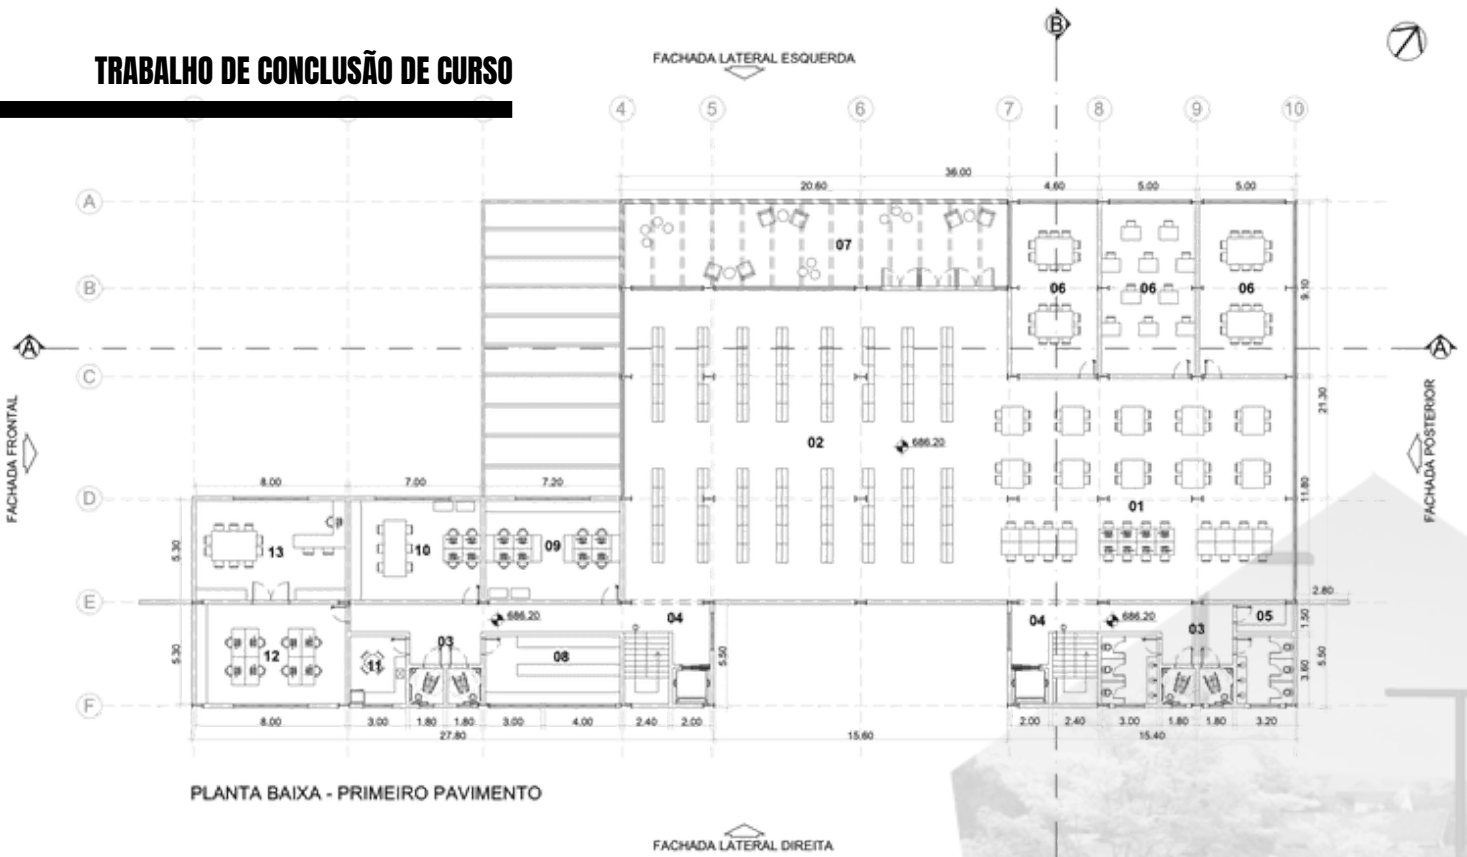 B
FACHADA LATERAL ESQUERDA
TRABALHO DE CONCLUSÃO DE CURSO
4 5 6 7 8 9 10
36.00
20.60 4.60 5.00 5.00
A
07
B
06 06 06
9.10
A A
C
FACHADA FRONTAL
FACHADA POSTERIOR
21.30
02 686.20
8.00 7.00 7.20
D
11.80
01
5.30
13 10 09
2.80
E
686.20 04 04 686.20 05
1.50
03 03
5.30
12 11 08
5.50
3.60
5.50
F
8.00 3.00 1.80 1.80 3.00 4.00 2.40 2.00 2.00 2.40 3.00 1.80 1.80 3.20
27.80 15.60 15.40
PLANTA BAIXA - PRIMEIRO PAVIMENTO
FACHADA LATERAL DIREITA